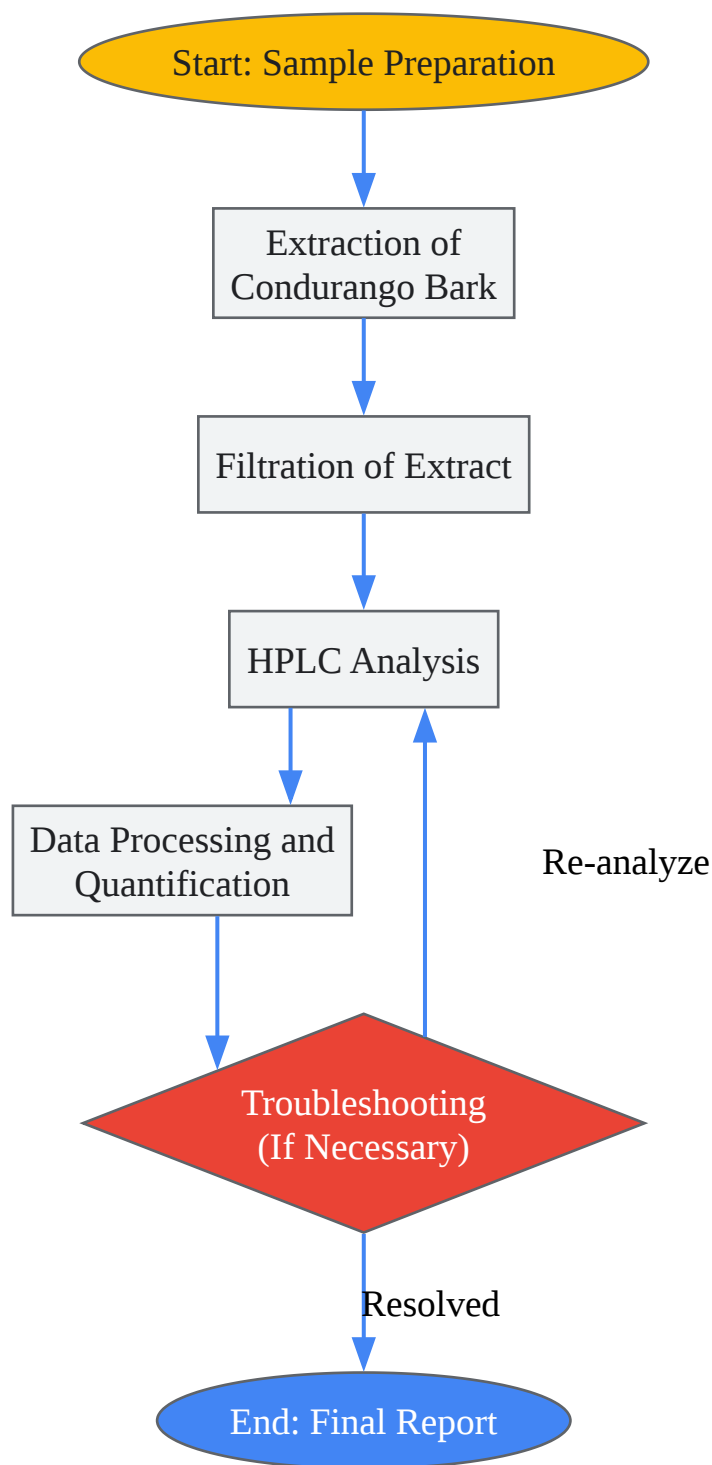 Start: Sample Preparation
Extraction of
Condurango Bark
Filtration of Extract
HPLC Analysis
Data Processing and
Quantification
Re-analyze
Troubleshooting
(If Necessary)
Resolved
End: Final Report